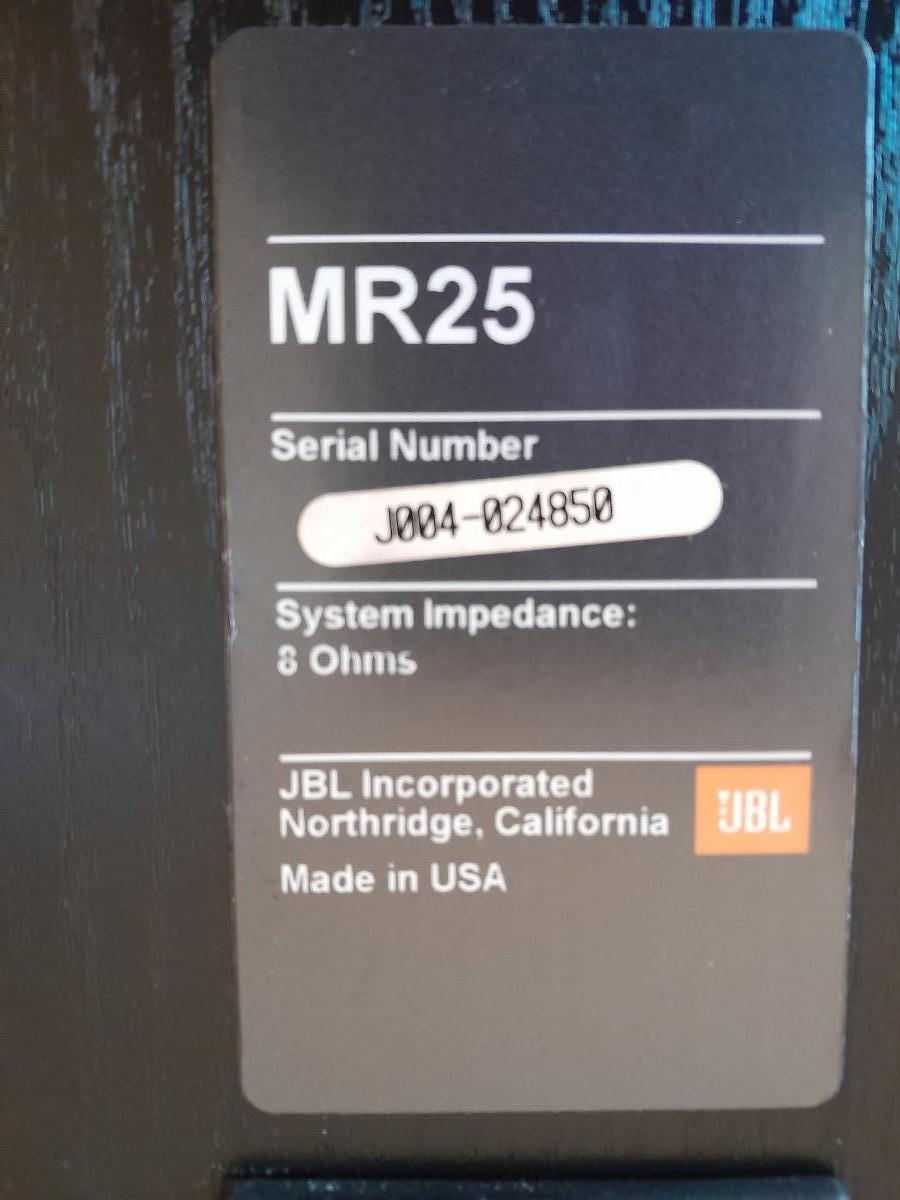 MR25
Serial Number
J004-024850
System Impedance:
8 Ohms
JBL Incorporated
Northridge, California
JBL
Made in USA